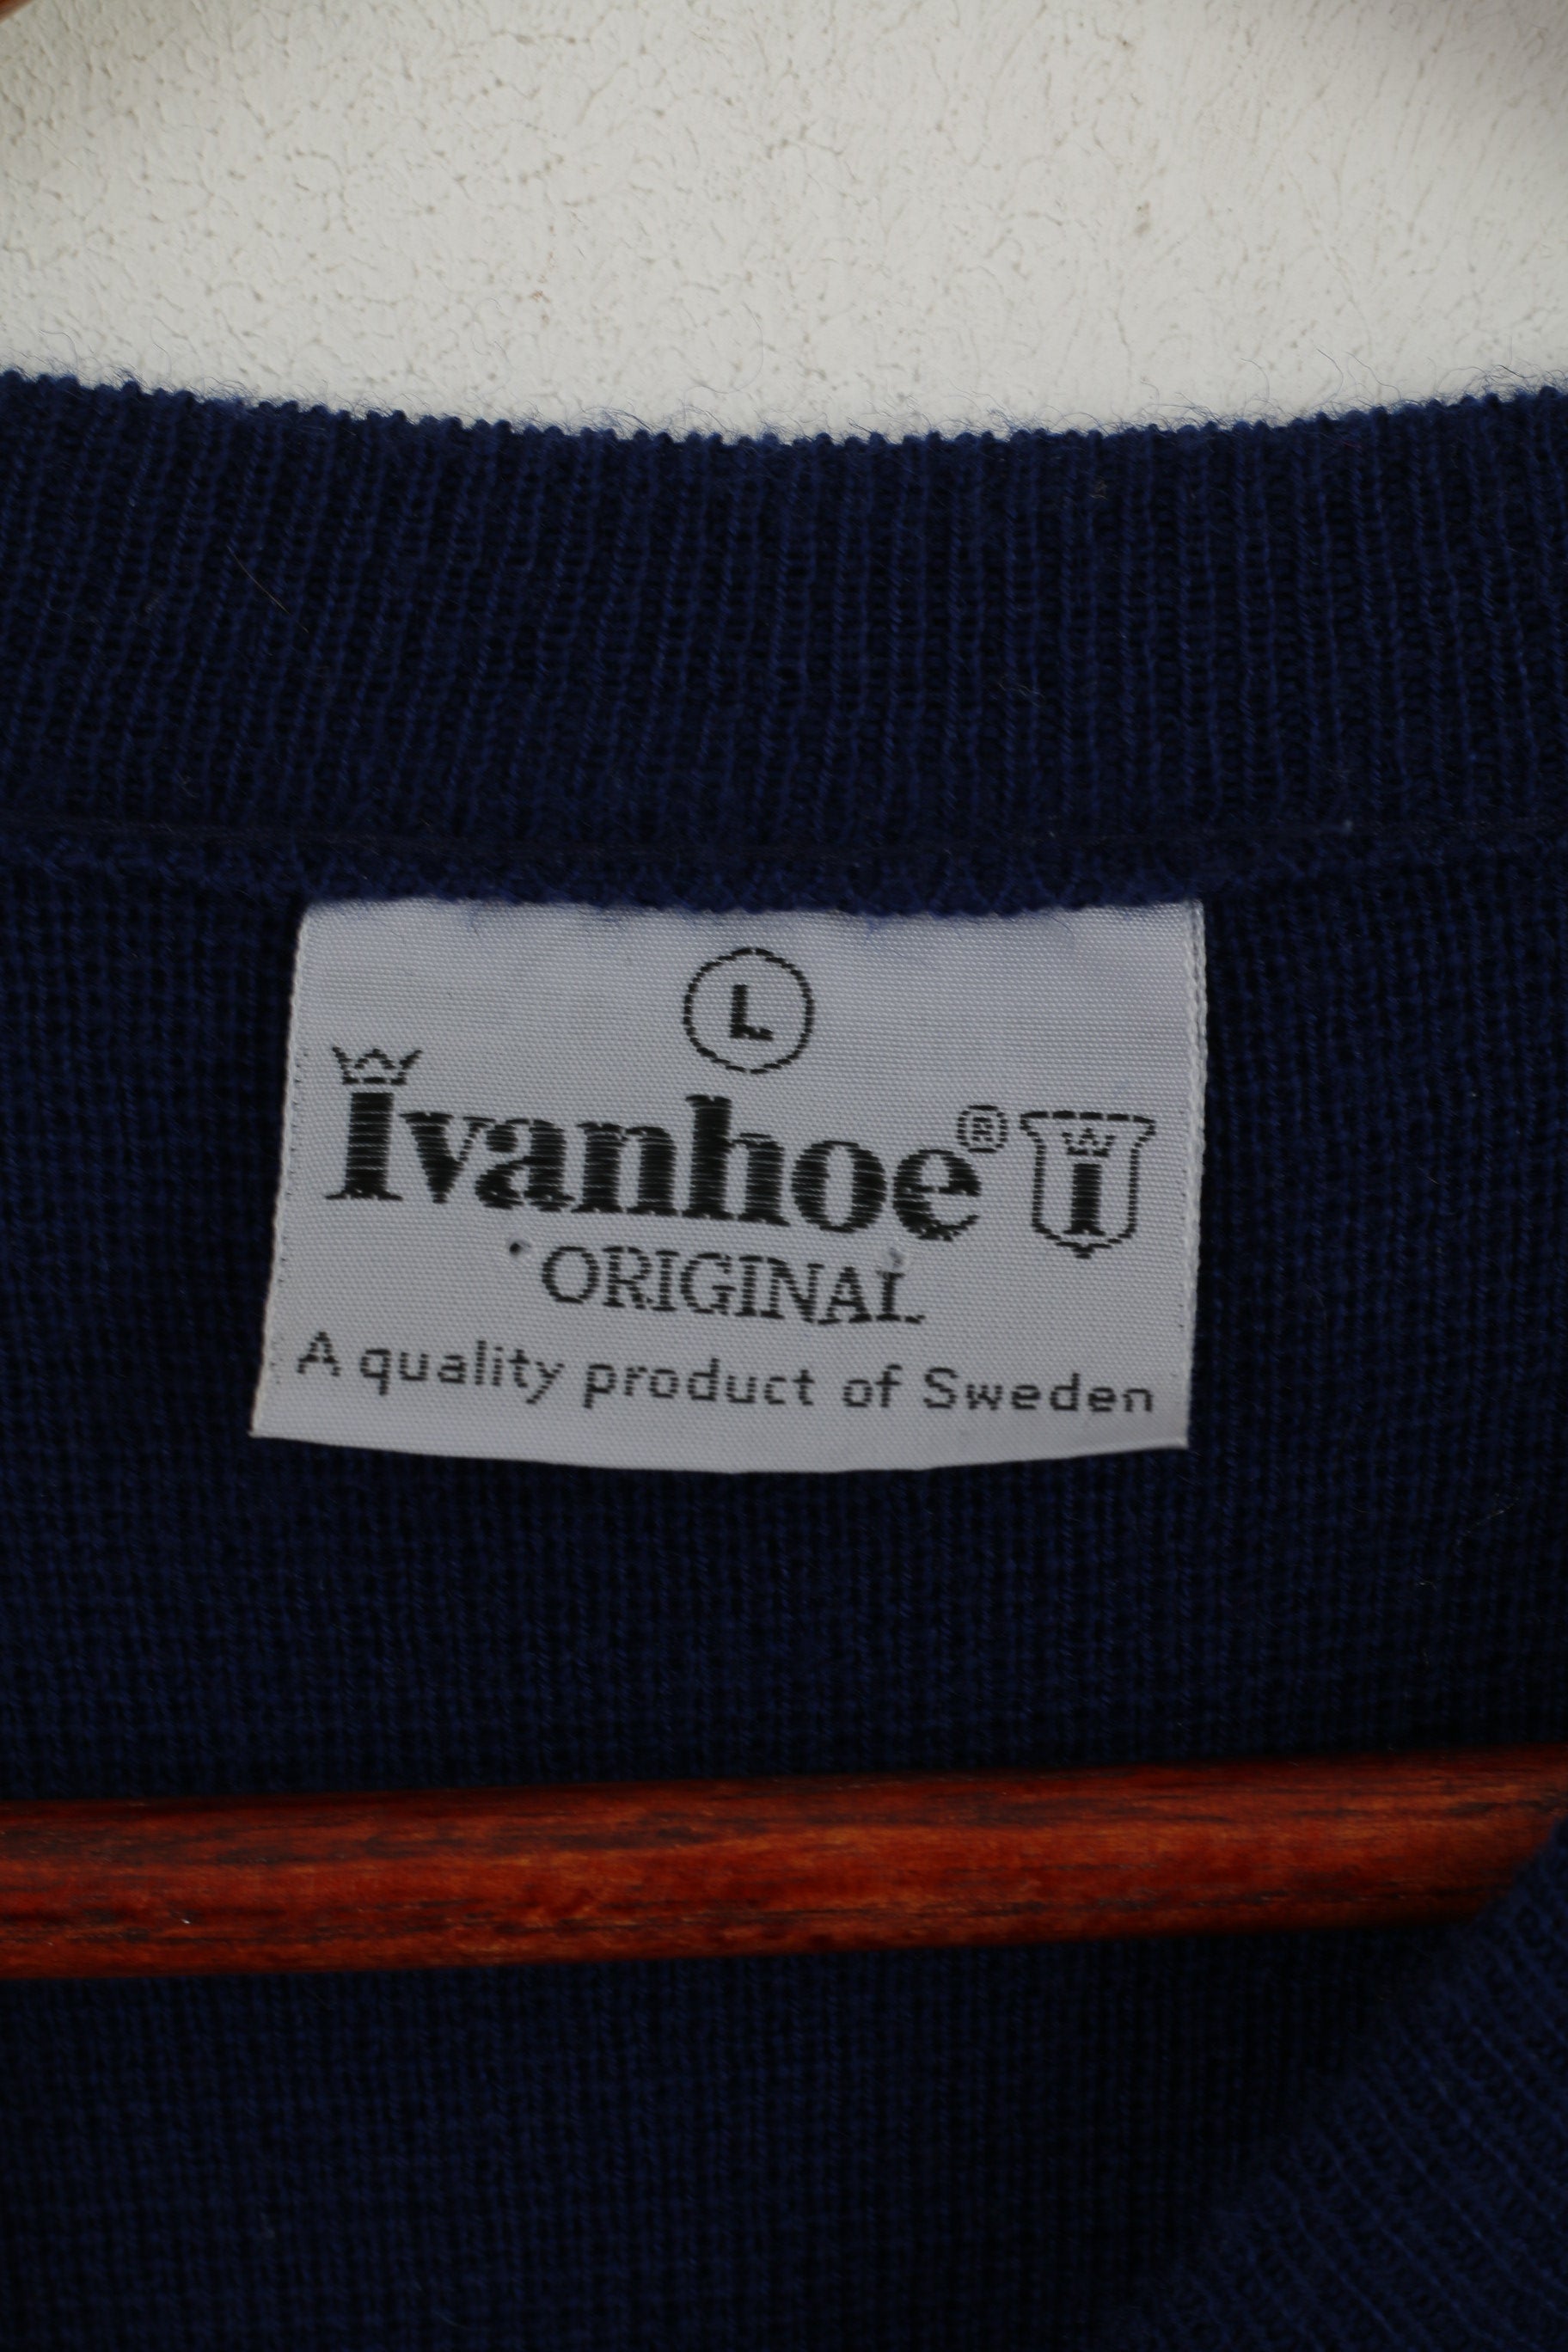 L
Ivanhoe® I
ORIGINAL
A quality product of Sweden